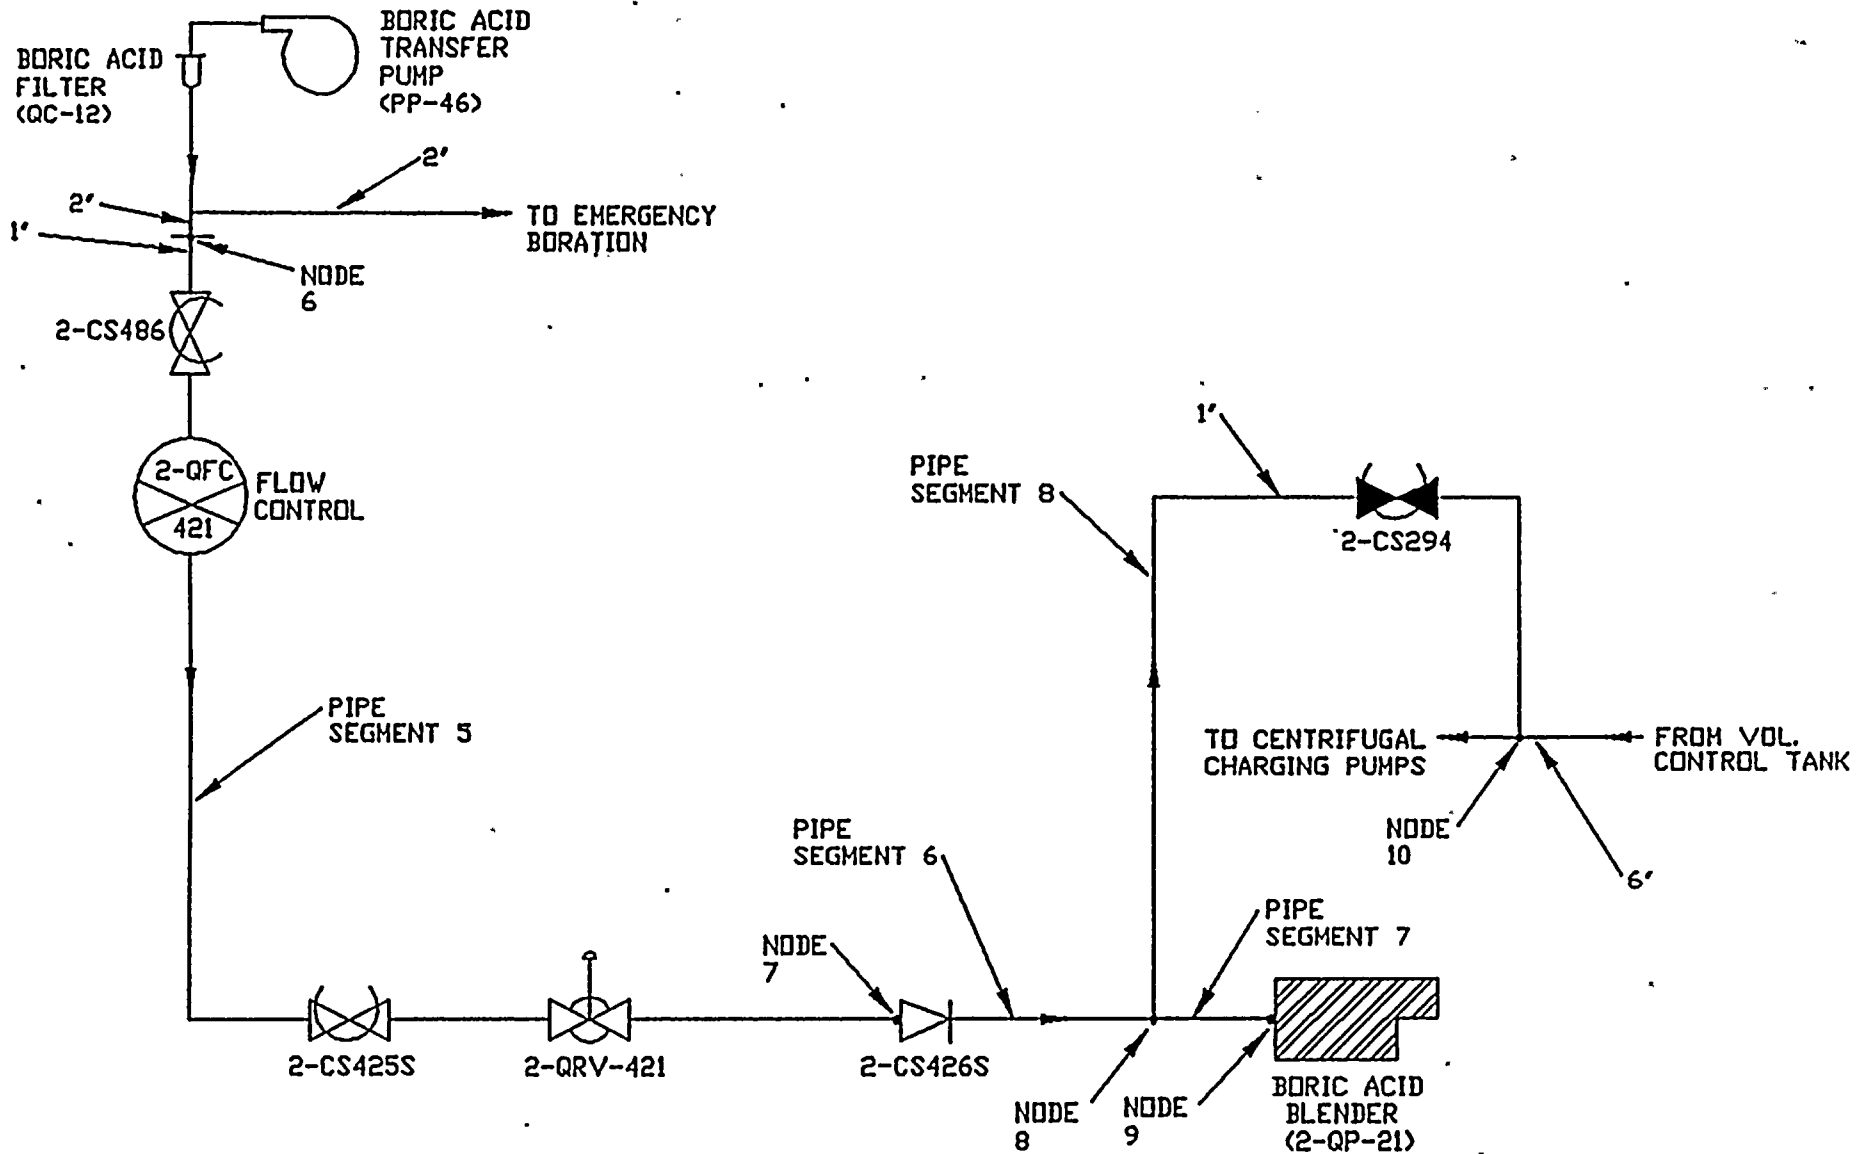 BORIC ACID
TRANSFER
PUMP
(PP-46)
BORIC ACID
FILTER
(QC-12)
2"
2"
1"
TO EMERGENCY
BORATION
NODE
6
2-CS486
2-QFC
421
FLOW
CONTROL
1"
PIPE
SEGMENT 8
2-CS294
PIPE
SEGMENT 5
TO CENTRIFUGAL
CHARGING PUMPS
FROM VOL.
CONTROL TANK
NODE
10
6"
PIPE
SEGMENT 6
PIPE
SEGMENT 7
NODE
7
2-CS425S
2-QRV-421
2-CS426S
NODE
8
NODE
9
BORIC ACID
BLENDER
(2-QP-21)